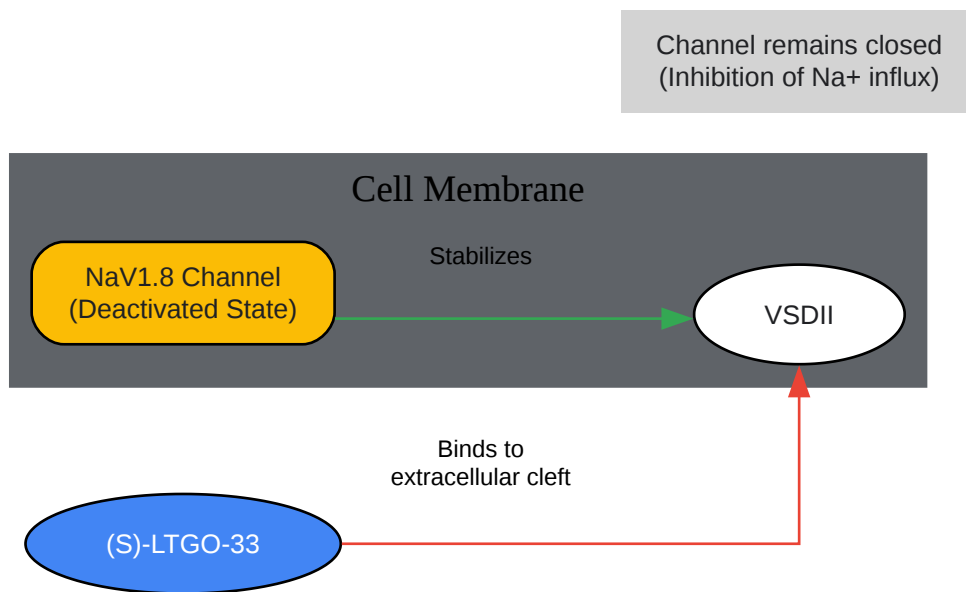 Channel remains closed
(Inhibition of Na+ influx)
Cell Membrane
Stabilizes
NaV1.8 Channel
(Deactivated State)
VSDII
Binds to
extracellular cleft
(S)-LTGO-33